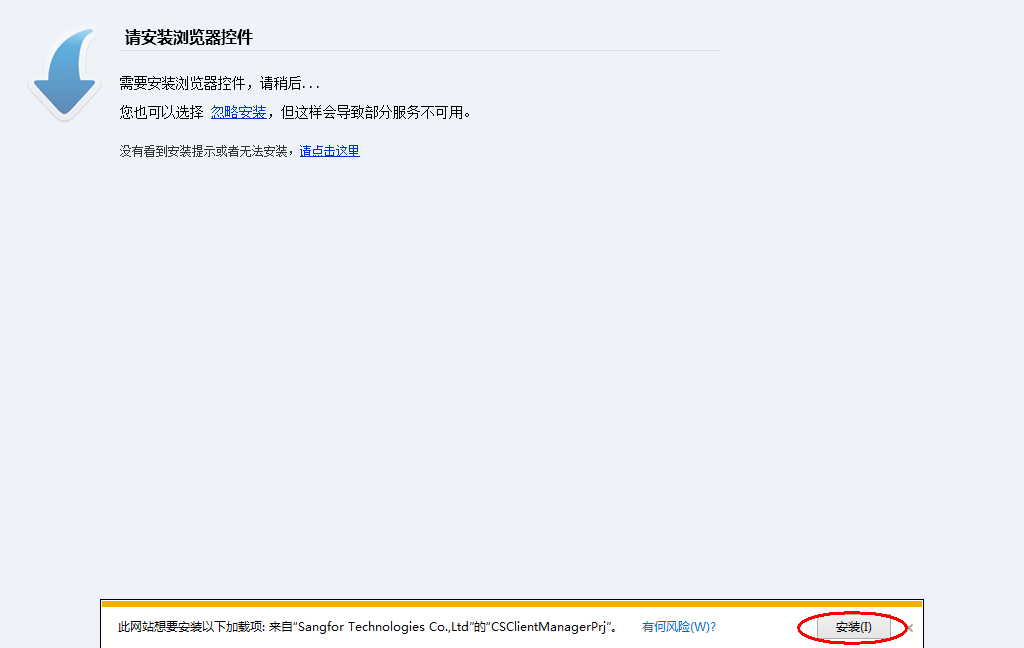 请安装浏览器控件
需要安装浏览器控件，请稍后...
您也可以选择 忽略安装，但这样会导致部分服务不可用。
没有看到安装提示或者无法安装，请点击这里
此网站想要安装以下加载项: 来自"Sangfor Technologies Co.,Ltd"的"CSClientManagerPrj"。 有何风险(W)? 安装(I) ×